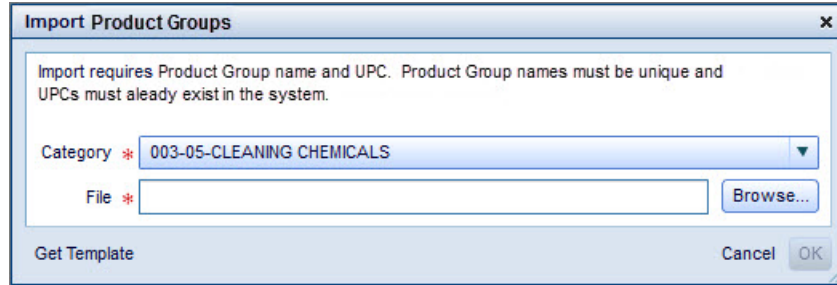 Import Product Groups x
Import requires Product Group name and UPC. Product Group names must be unique and
UPCs must aleady exist in the system.
Category * 003-05-CLEANING CHEMICALS
File * Browse...
Get Template Cancel OK